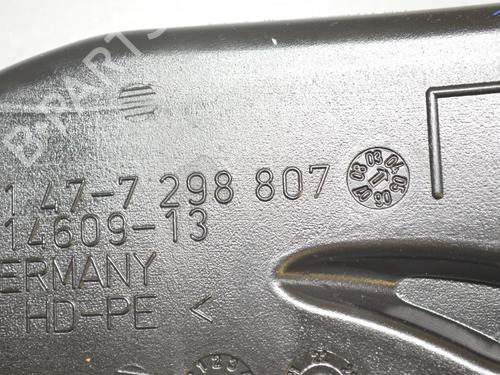 1 47-7 298 807
14609-13
ERMANY
HD-PE <
B-PARTS